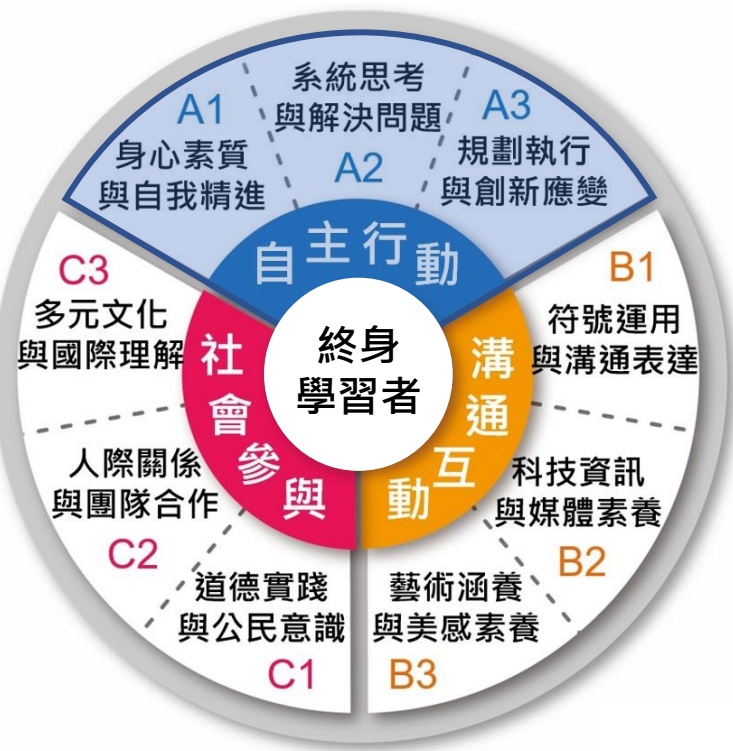 終身
學習者
自主行動
A1
身心素質
與自我精進
系統思考
與解決問題
A2
A3
規劃執行
與創新應變
溝通互動
B1
符號運用
與溝通表達
科技資訊
與媒體素養
B2
藝術涵養
與美感素養
B3
社會參與
道德實踐
與公民意識
C1
人際關係
與團隊合作
C2
C3
多元文化
與國際理解